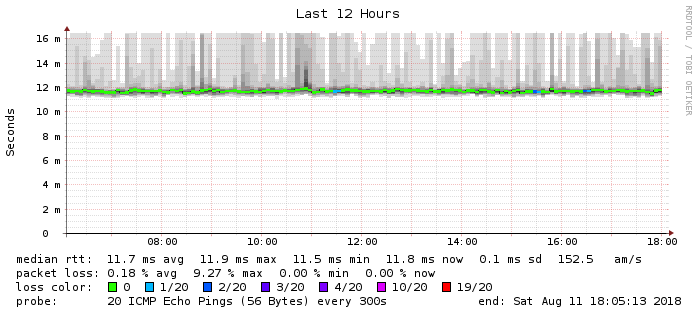 Last 12 Hours
RRDTOOL / TOBI OETIKER
Seconds
16 m
14 m
12 m
10 m
8 m
6 m
4 m
2 m
0
08:00 10:00 12:00 14:00 16:00 18:00
median rtt: 11.7 ms avg 11.9 ms max 11.5 ms min 11.8 ms now 0.1 ms sd 152.5 am/s
packet loss: 0.18 % avg 9.27 % max 0.00 % min 0.00 % now
loss color: 0 1/20 2/20 3/20 4/20 10/20 19/20
probe: 20 ICMP Echo Pings (56 Bytes) every 300s end: Sat Aug 11 18:05:13 2018